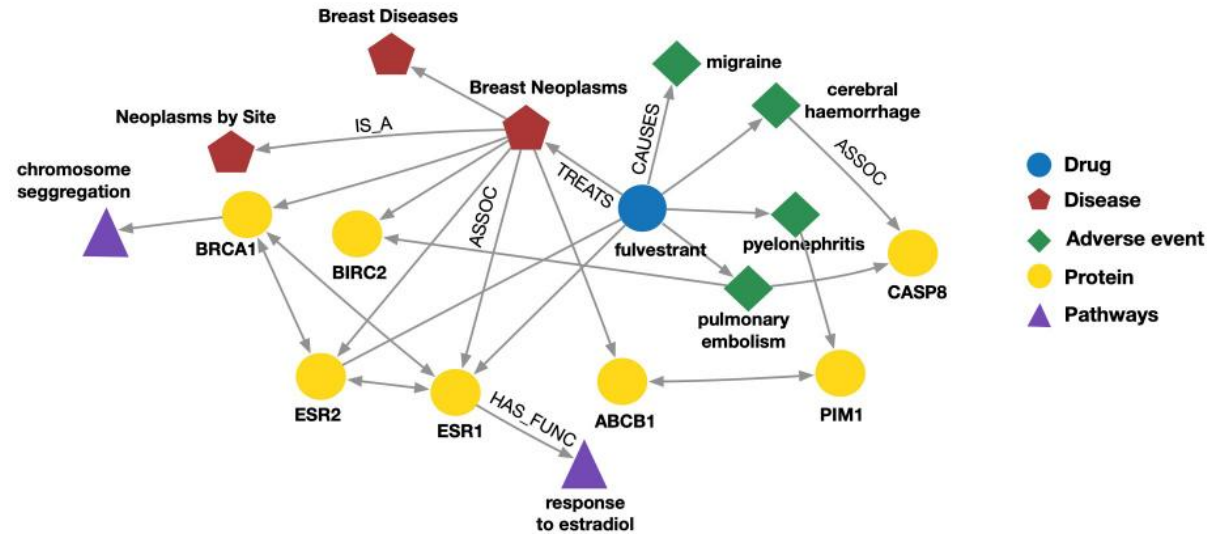 Breast Diseases
Breast Neoplasms
migraine
cerebral
haemorrhage
Neoplasms by Site
IS_A
CAUSES
ASSOC
chromosome
seggregation
TREATS
ASSOC
BRCA1
BIRC2
fulvestrant
pyelonephritis
CASP8
pulmonary
embolism
ESR2
ESR1
HAS_FUNC
ABCB1
PIM1
response
to estradiol
Drug
Disease
Adverse event
Protein
Pathways